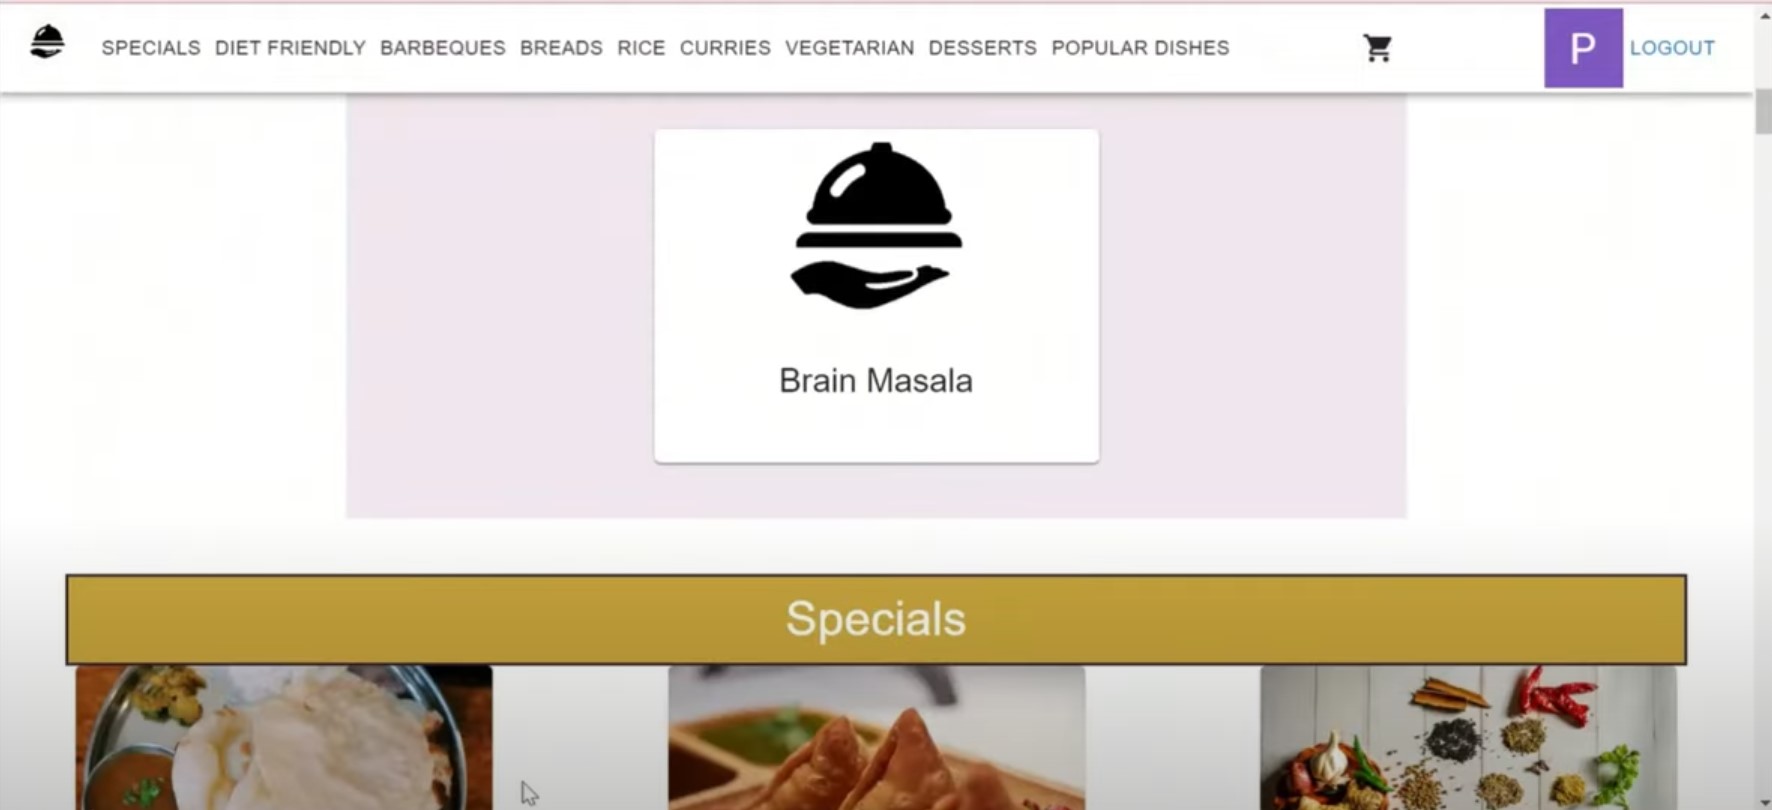 SPECIALS DIET FRIENDLY BARBEQUES BREADS RICE CURRIES VEGETARIAN DESSERTS POPULAR DISHES P LOGOUT
Brain Masala
Specials